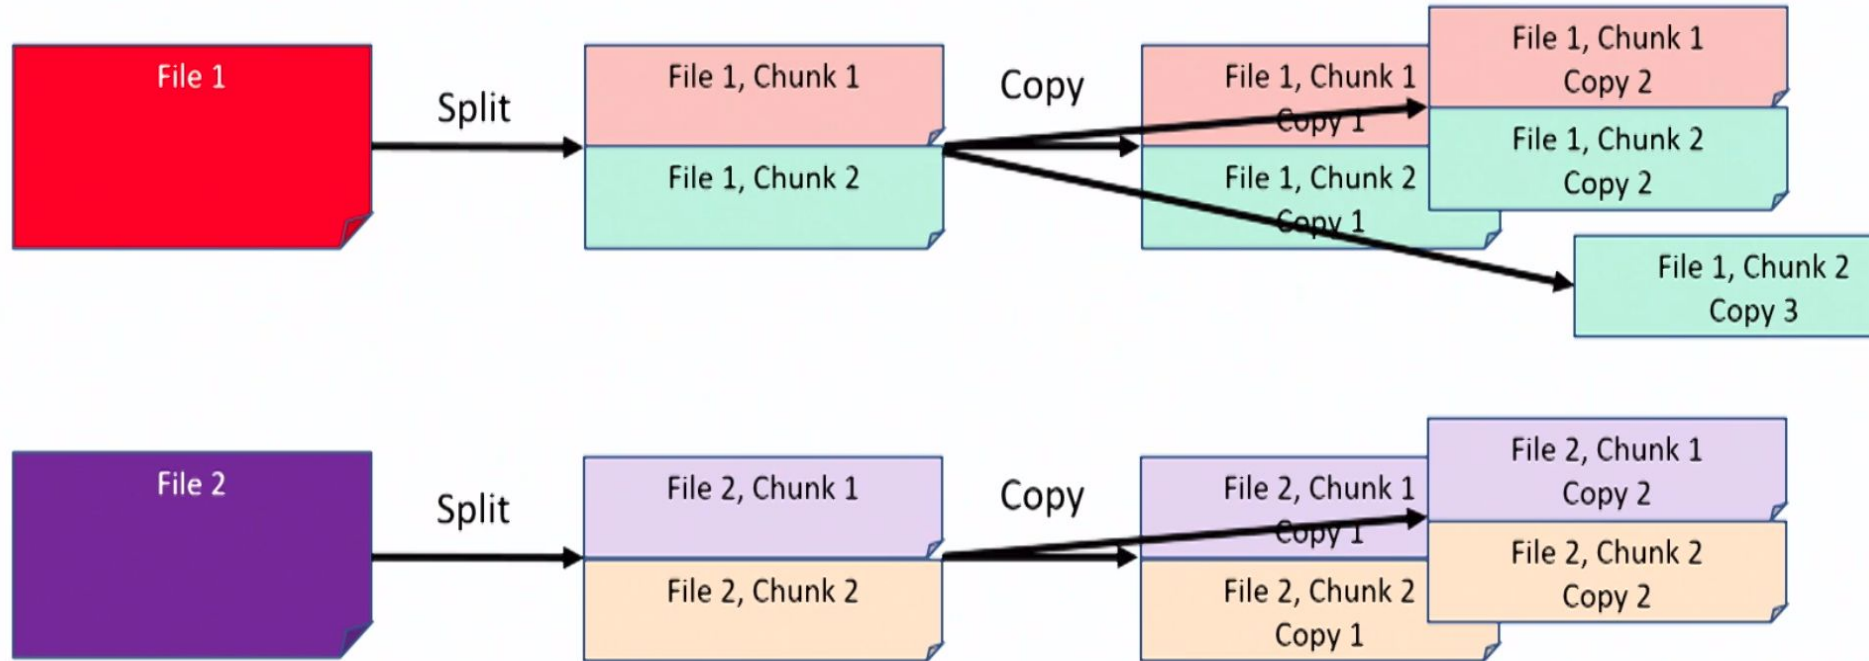 File 1
Split
File 1, Chunk 1
File 1, Chunk 2
Copy
File 1, Chunk 1
Copy 1
File 1, Chunk 2
Copy 1
File 1, Chunk 1
Copy 2
File 1, Chunk 2
Copy 2
File 1, Chunk 2
Copy 3
File 2
Split
File 2, Chunk 1
File 2, Chunk 2
Copy
File 2, Chunk 1
Copy 1
File 2, Chunk 2
Copy 1
File 2, Chunk 1
Copy 2
File 2, Chunk 2
Copy 2